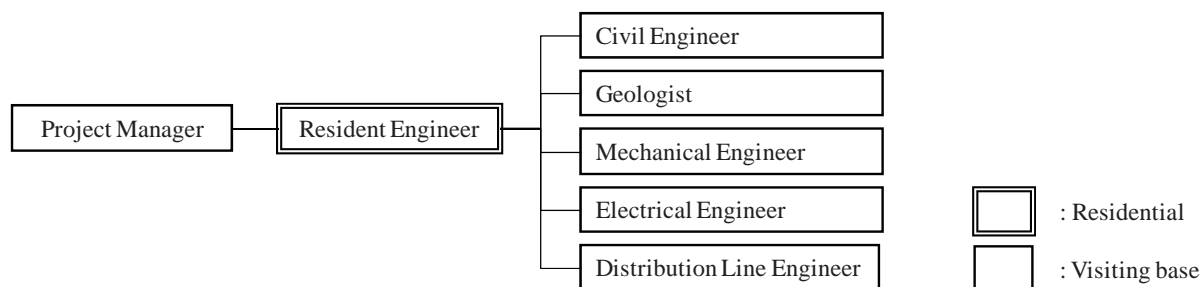 Civil Engineer
Geologist
Project Manager
Resident Engineer
Mechanical Engineer
Electrical Engineer
Distribution Line Engineer
: Residential
: Visiting base